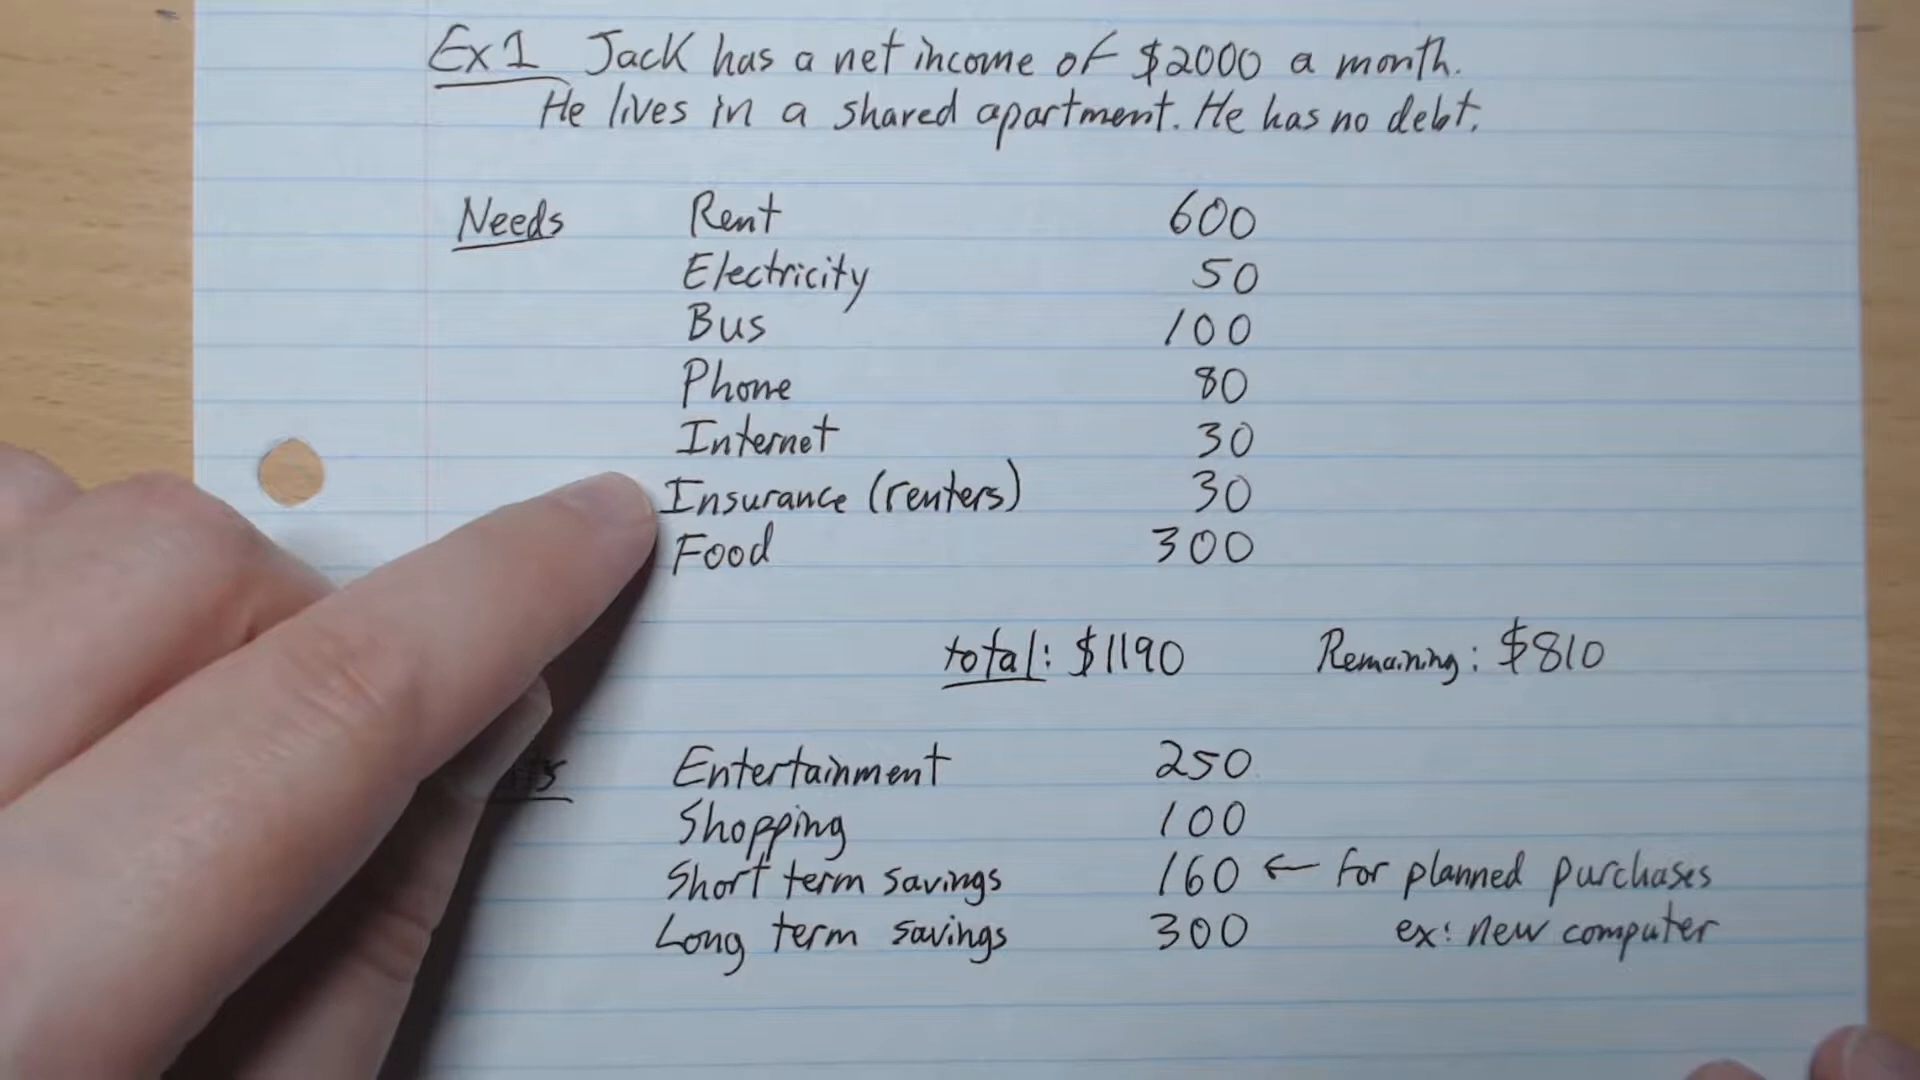 Ex 1 Jack has a net income of $2000 a month.
He lives in a shared apartment. He has no debt.
Needs Rent 600
Electricity 50
Bus 100
Phone 80
Internet 30
Insurance (renters) 30
Food 300
total: $1190 Remaining: $810
Entertainment 250
Shopping 100
Short term savings 160 ← for planned purchases
Long term savings 300 ex: new computer